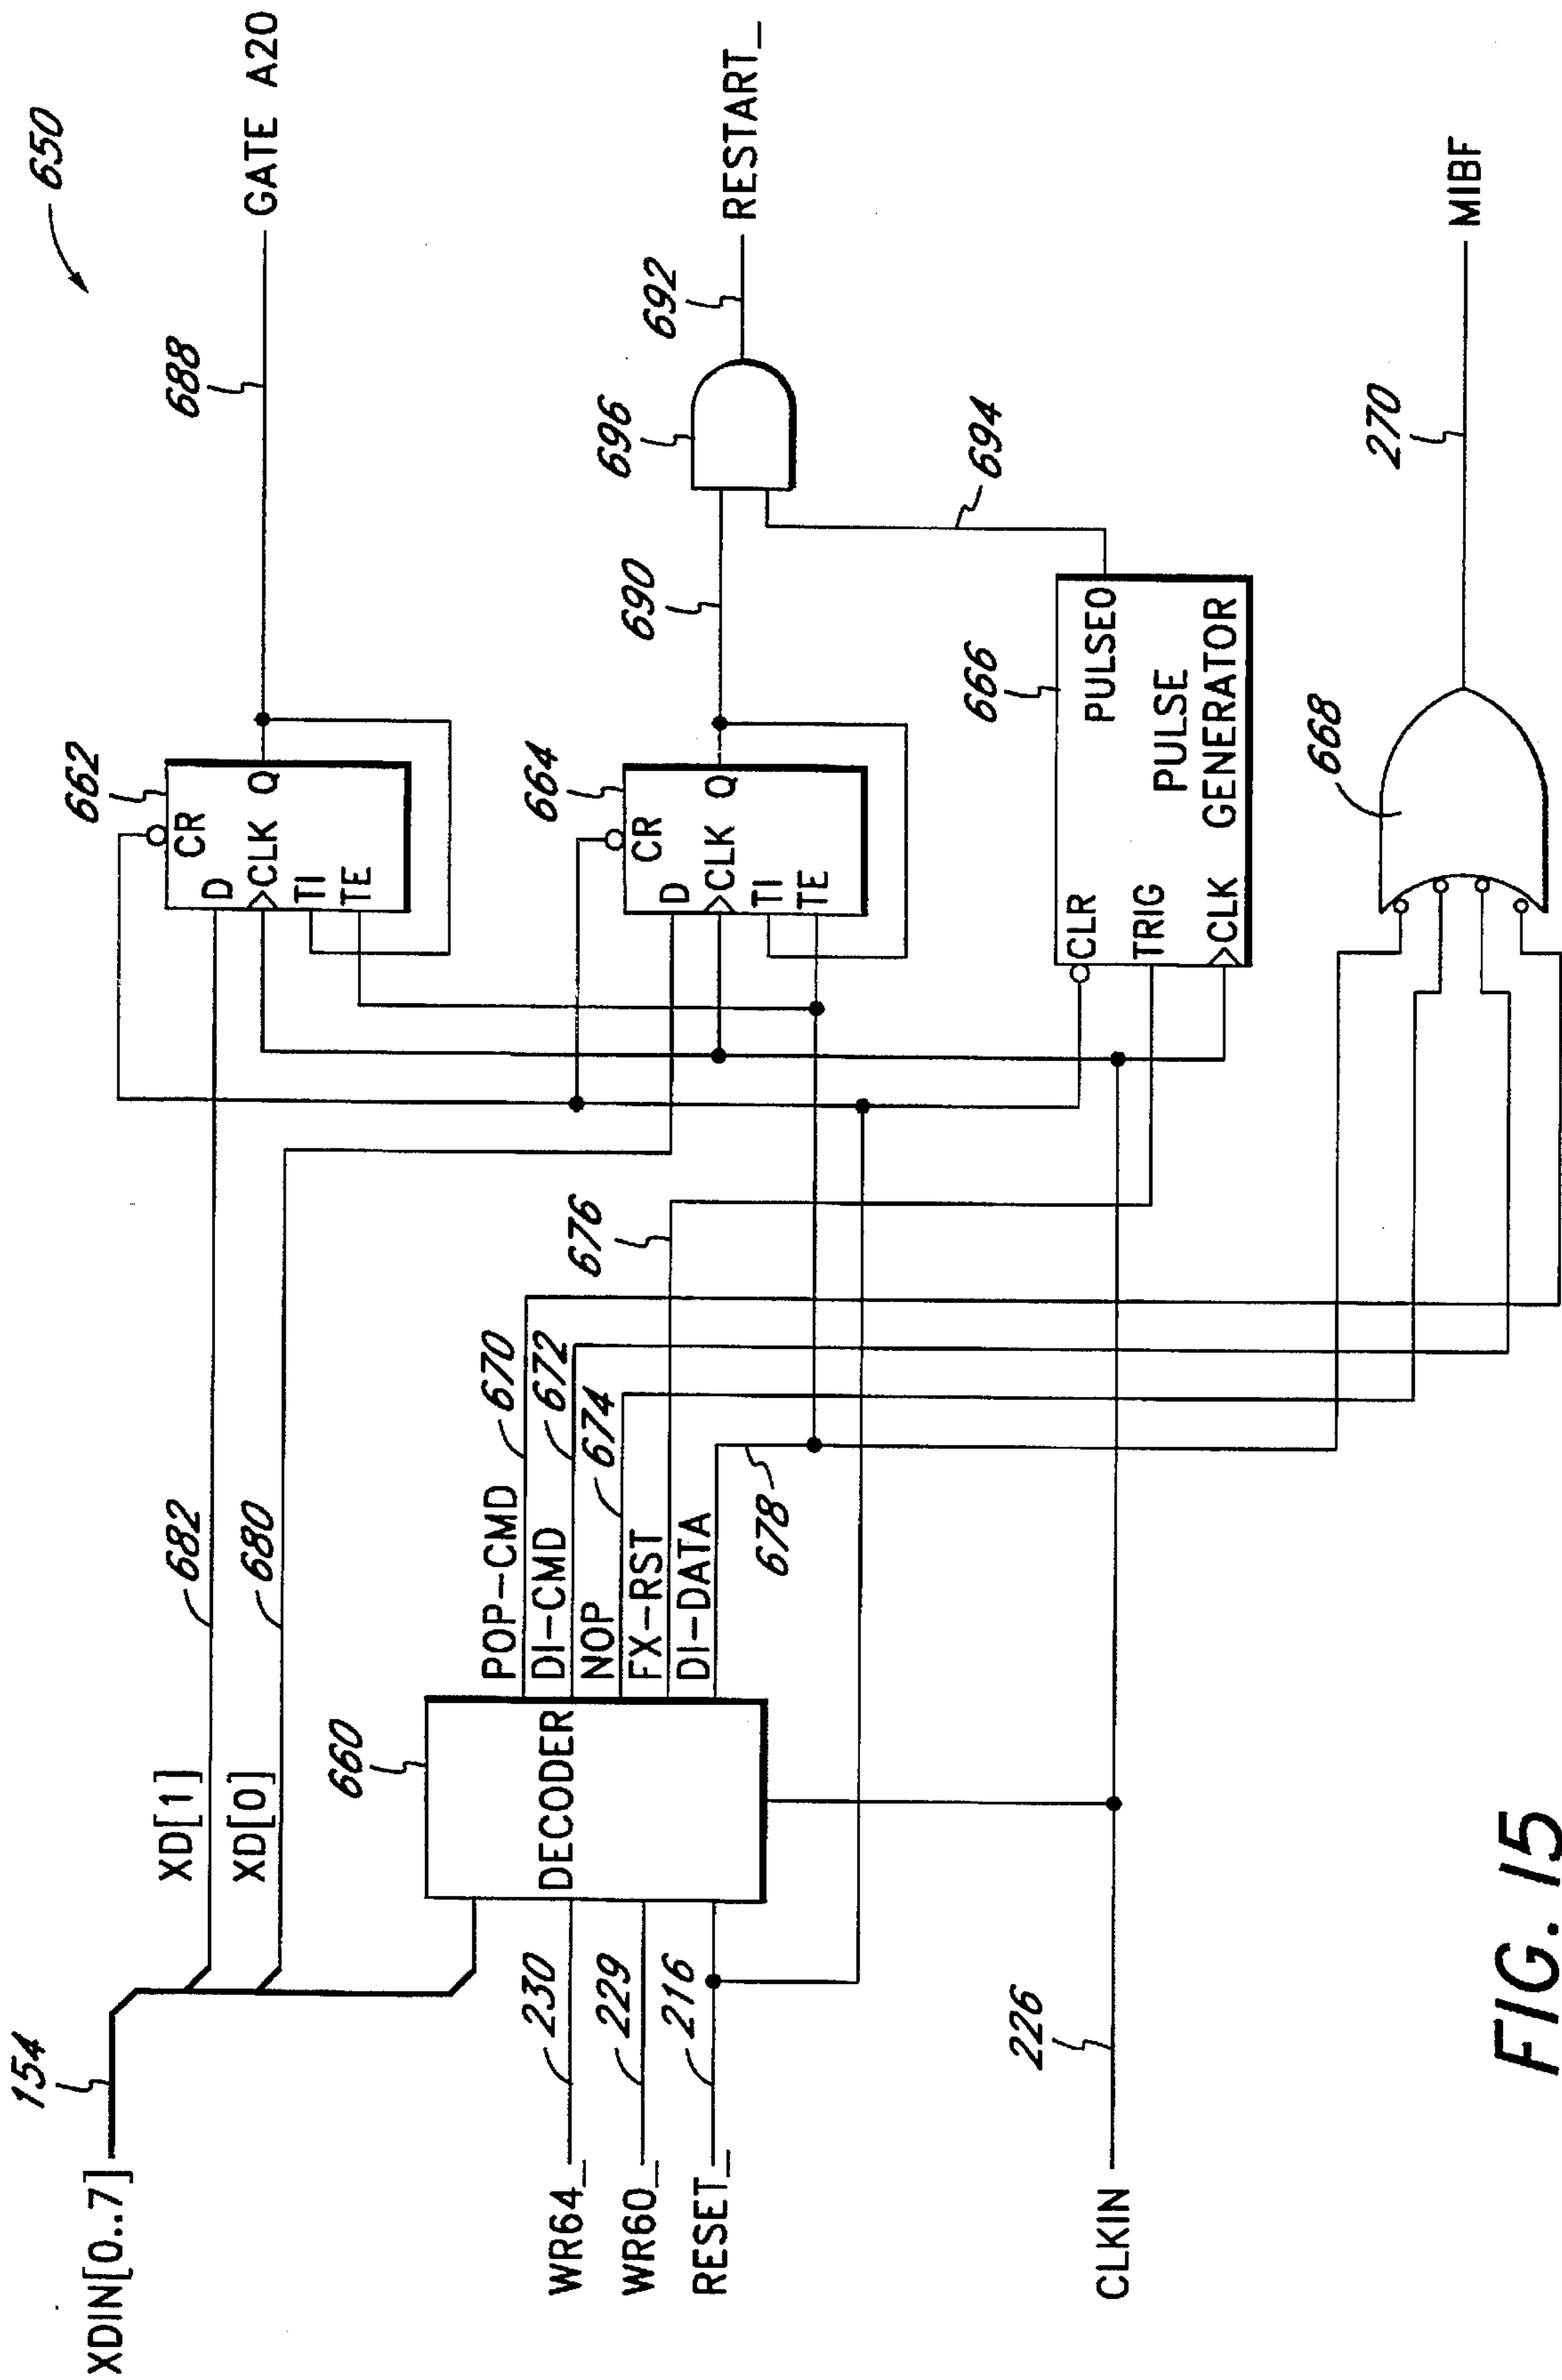 650
XDIN[0..7]
154
XD[1]
682
XD[0]
680
662
CR
D
CLK
Q
TI
TE
688
GATE A20
660
DECODER
WR64_
230
WR60_
229
RESET_
216
POP-CMD
670
DI-CMD
672
NOP
674
FX-RST
676
DI-DATA
678
664
CR
D
CLK
Q
TI
TE
690
696
692
RESTART_
694
666
CLR
TRIG
CLK
PULSEO
PULSE
GENERATOR
CLKIN
226
668
270
MIBF
FIG. 15